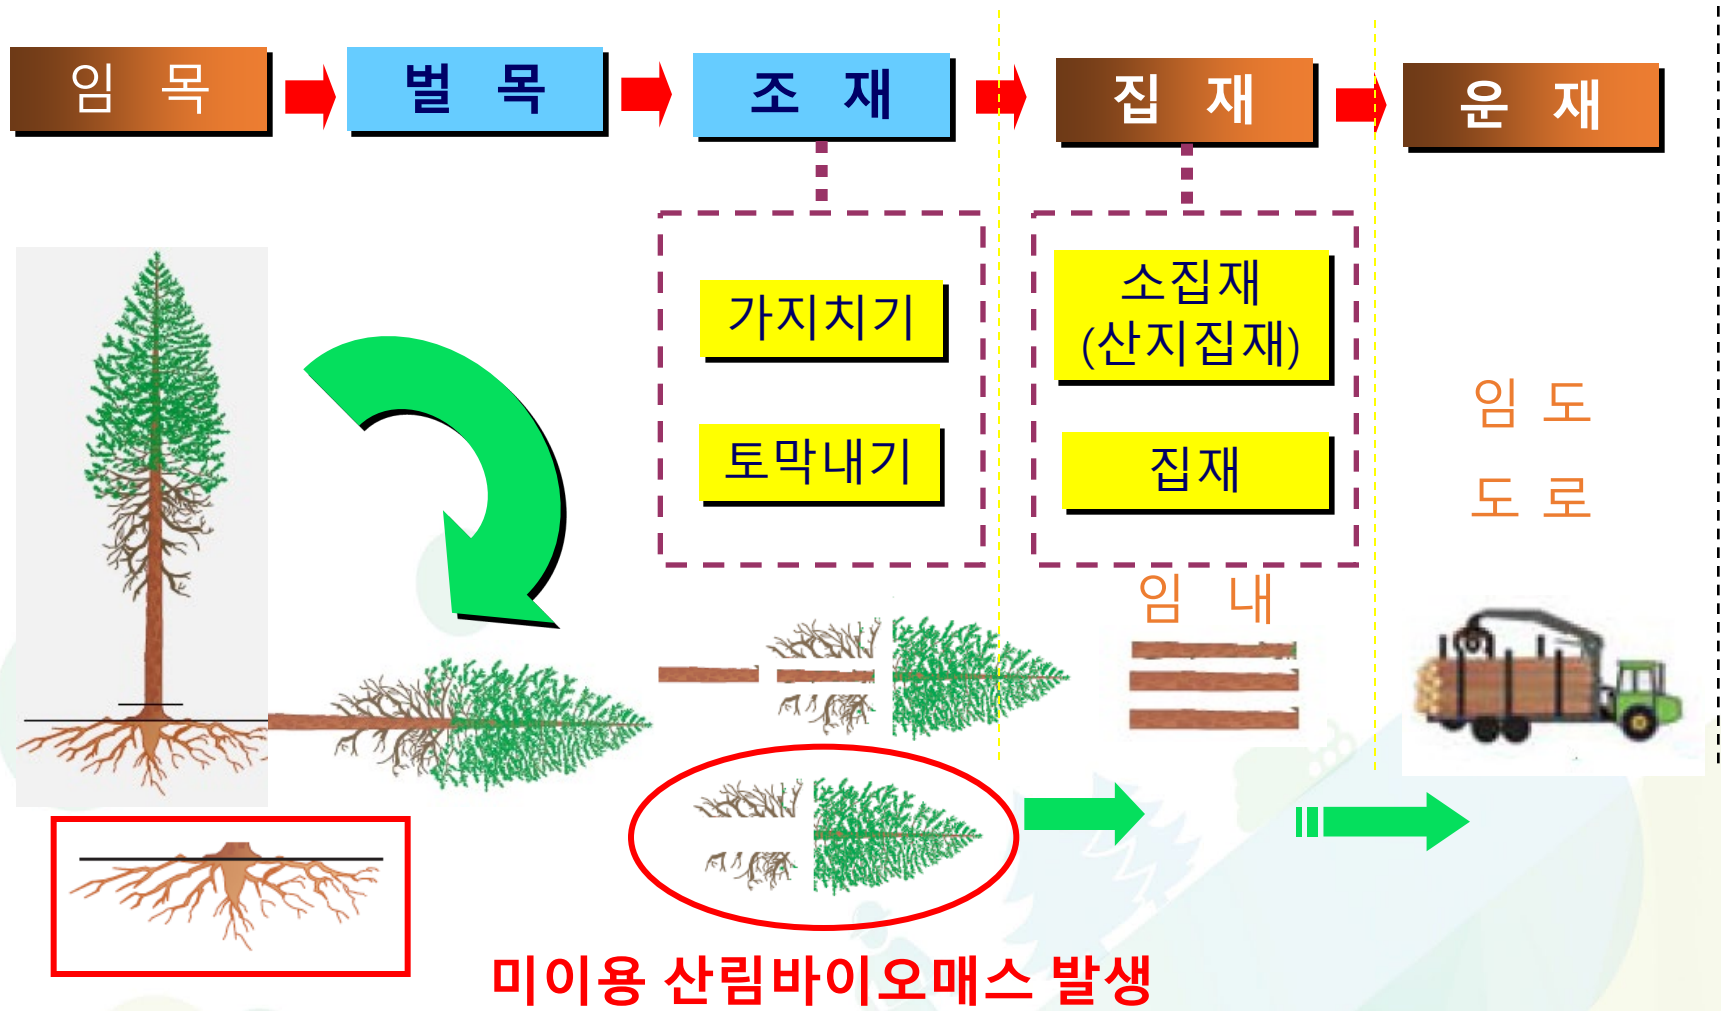 임 목
벌 목
조 재
집 재
운 재
가지치기
토막내기
소집재
(산지집재)
집재
임 내
임 도
도 로
미이용 산림바이오매스 발생